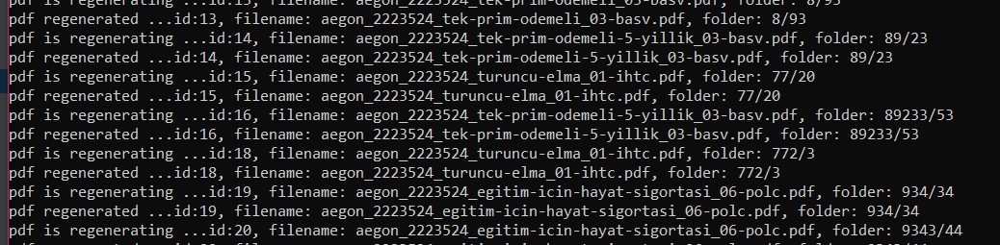 pdf is regenerating ...id:13, filename: aegon_2223524_tek-prim-odemeli_03-basv.pdf, folder: 8/93
pdf regenerated ...id:13, filename: aegon_2223524_tek-prim-odemeli_03-basv.pdf, folder: 8/93
pdf is regenerating ...id:14, filename: aegon_2223524_tek-prim-odemeli-5-yillik_03-basv.pdf, folder: 89/23
pdf regenerated ...id:14, filename: aegon_2223524_tek-prim-odemeli-5-yillik_03-basv.pdf, folder: 89/23
pdf is regenerating ...id:15, filename: aegon_2223524_turuncu-elma_01-ihtc.pdf, folder: 77/20
pdf regenerated ...id:15, filename: aegon_2223524_turuncu-elma_01-ihtc.pdf, folder: 77/20
pdf is regenerating ...id:16, filename: aegon_2223524_tek-prim-odemeli-5-yillik_03-basv.pdf, folder: 89233/53
pdf regenerated ...id:16, filename: aegon_2223524_tek-prim-odemeli-5-yillik_03-basv.pdf, folder: 89233/53
pdf is regenerating ...id:18, filename: aegon_2223524_turuncu-elma_01-ihtc.pdf, folder: 772/3
pdf regenerated ...id:18, filename: aegon_2223524_turuncu-elma_01-ihtc.pdf, folder: 772/3
pdf is regenerating ...id:19, filename: aegon_2223524_egitim-icin-hayat-sigortasi_06-polc.pdf, folder: 934/34
pdf regenerated ...id:19, filename: aegon_2223524_egitim-icin-hayat-sigortasi_06-polc.pdf, folder: 934/34
pdf is regenerating ...id:20, filename: aegon_2223524_egitim-icin-hayat-sigortasi_06-polc.pdf, folder: 9343/44